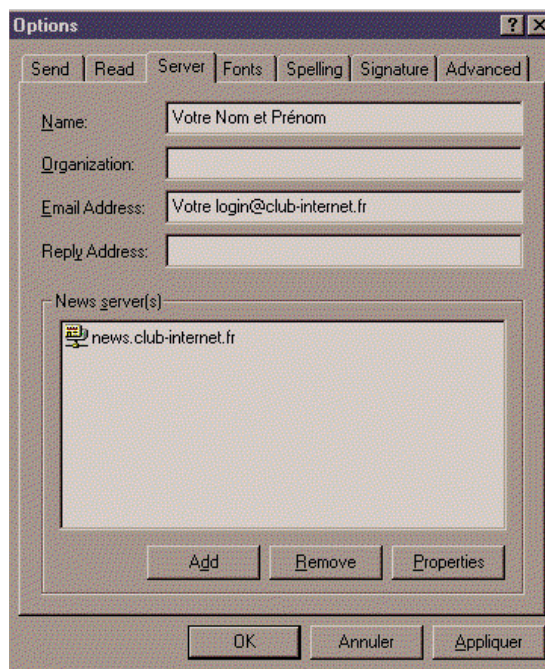 Options
Send Read Server Fonts Spelling Signature Advanced
Name: Votre Nom et Prénom
Organization:
Email Address: Votre login@club-internet.fr
Reply Address:
News server(s)
news.club-internet.fr
Add Remove Properties
OK Annuler Appliquer